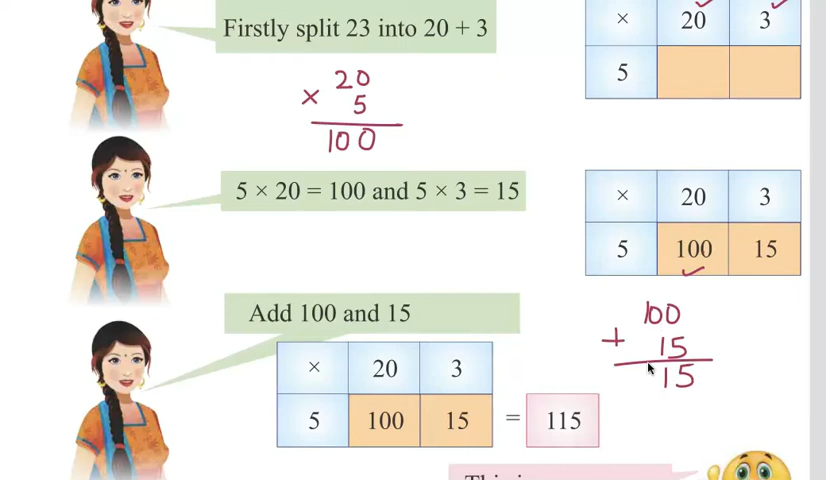 Firstly split 23 into 20 + 3
× 20 3
5
20
× 5
100
5 × 20 = 100 and 5 × 3 = 15
× 20 3
5 100 15
Add 100 and 15
100
+ 15
15
× 20 3
5 100 15 = 115